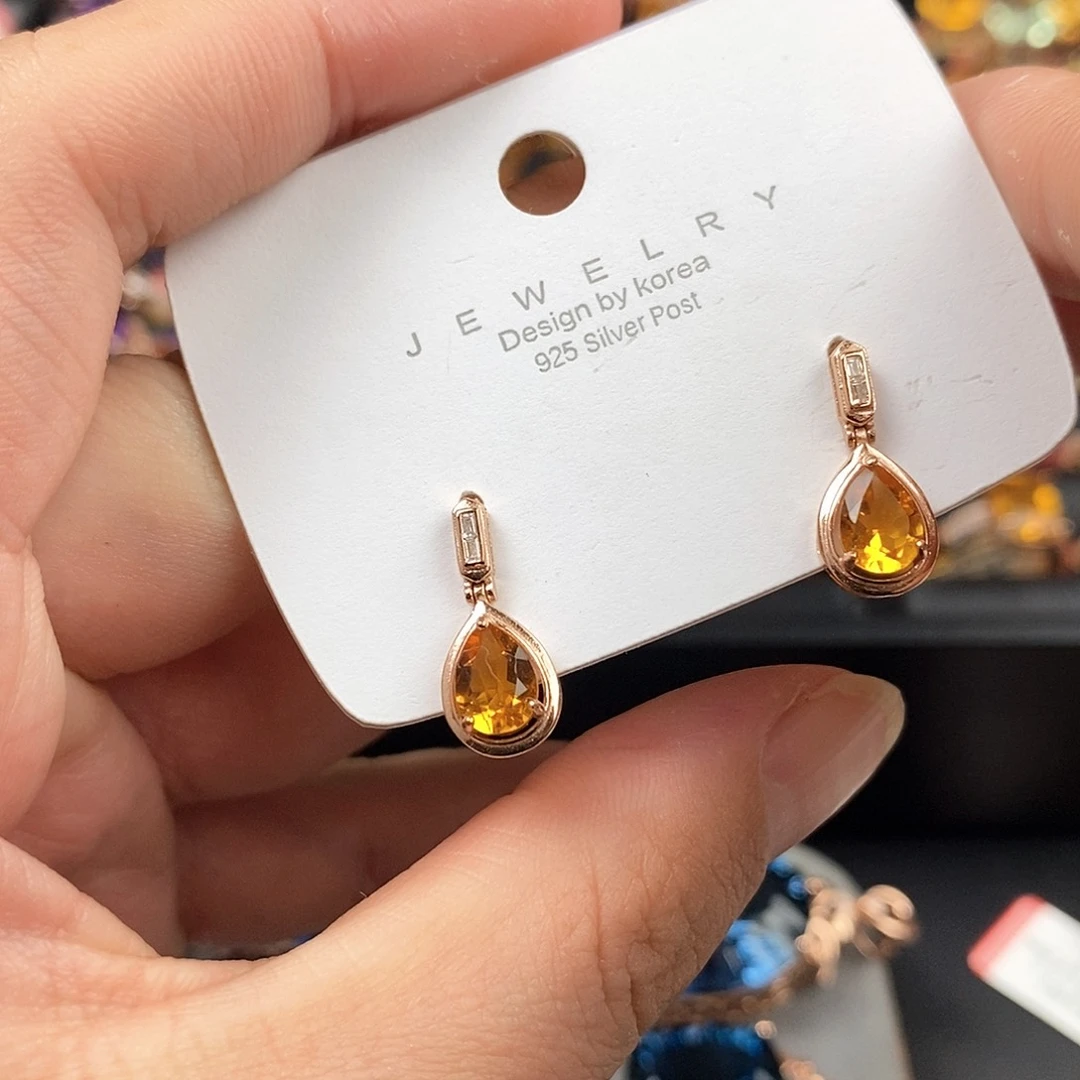 J E W E L R Y
Design by korea
925 Silver Post